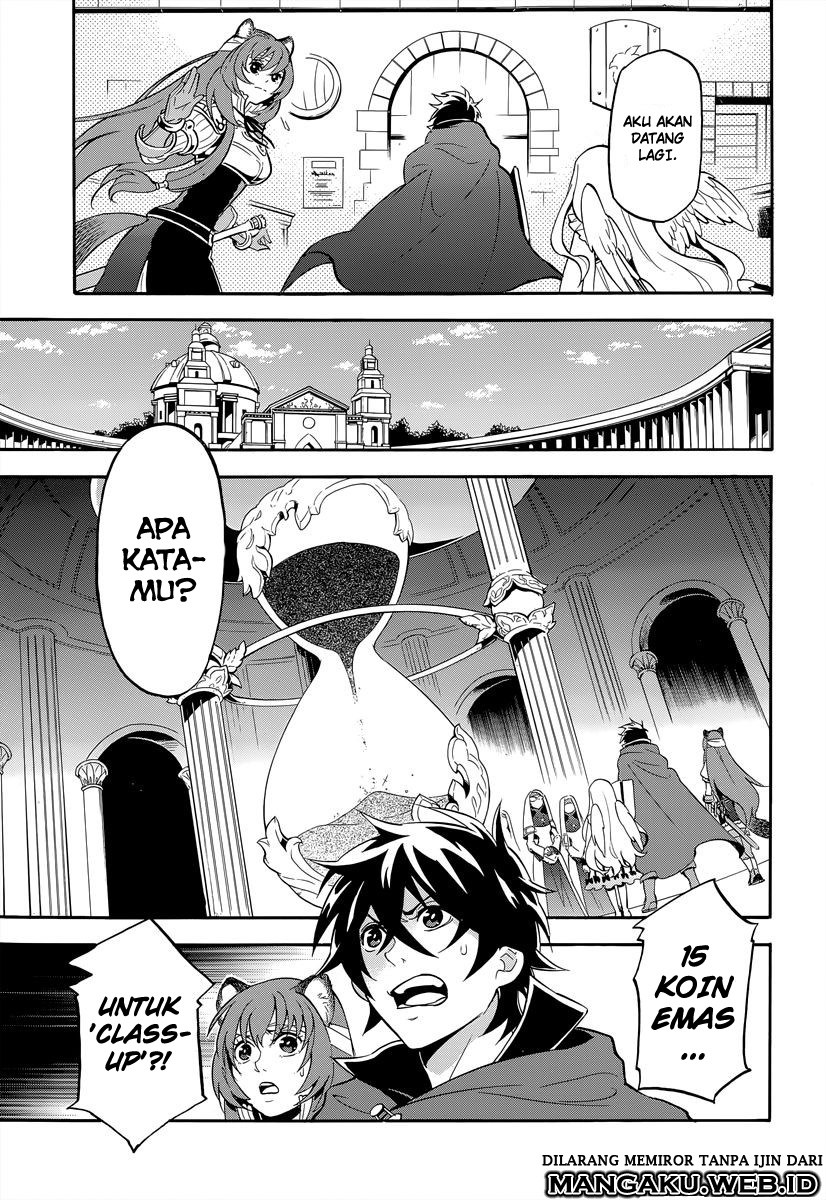 AKU AKAN
DATANG
LAGI.
APA
KATA-
MU?
15
KOIN
EMAS
...
UNTUK
'CLASS-
UP'?!
DILARANG MEMIROR TANPA IJIN DARI
MANGAKU.WEB.ID